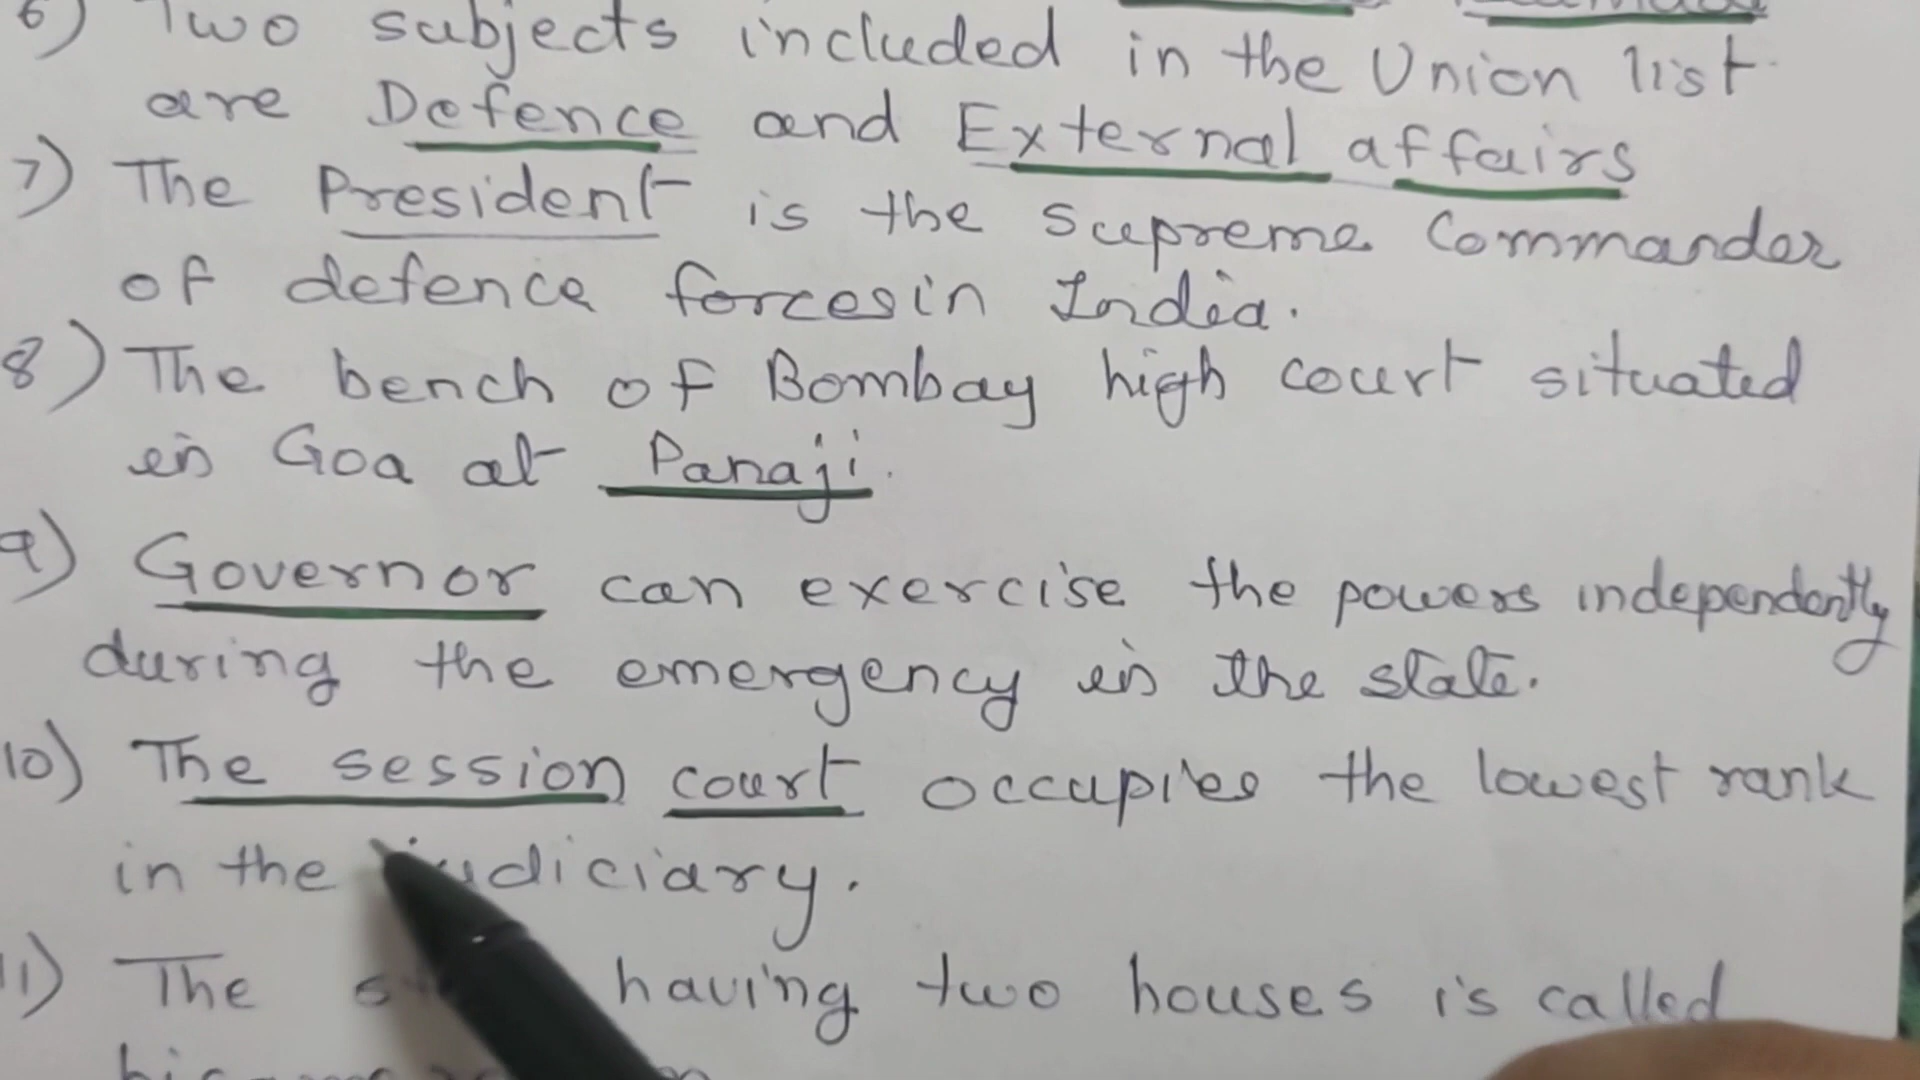 6) Two subjects included in the Union list
are Defence and External affairs
7) The President is the Supreme Commander
of defence forces in India.
8) The bench of Bombay high court situated
in Goa at Panaji.
9) Governor can exercise the powers independently
during the emergency in the state.
10) The session court occupies the lowest rank
in the judiciary.
11) The having two houses is called